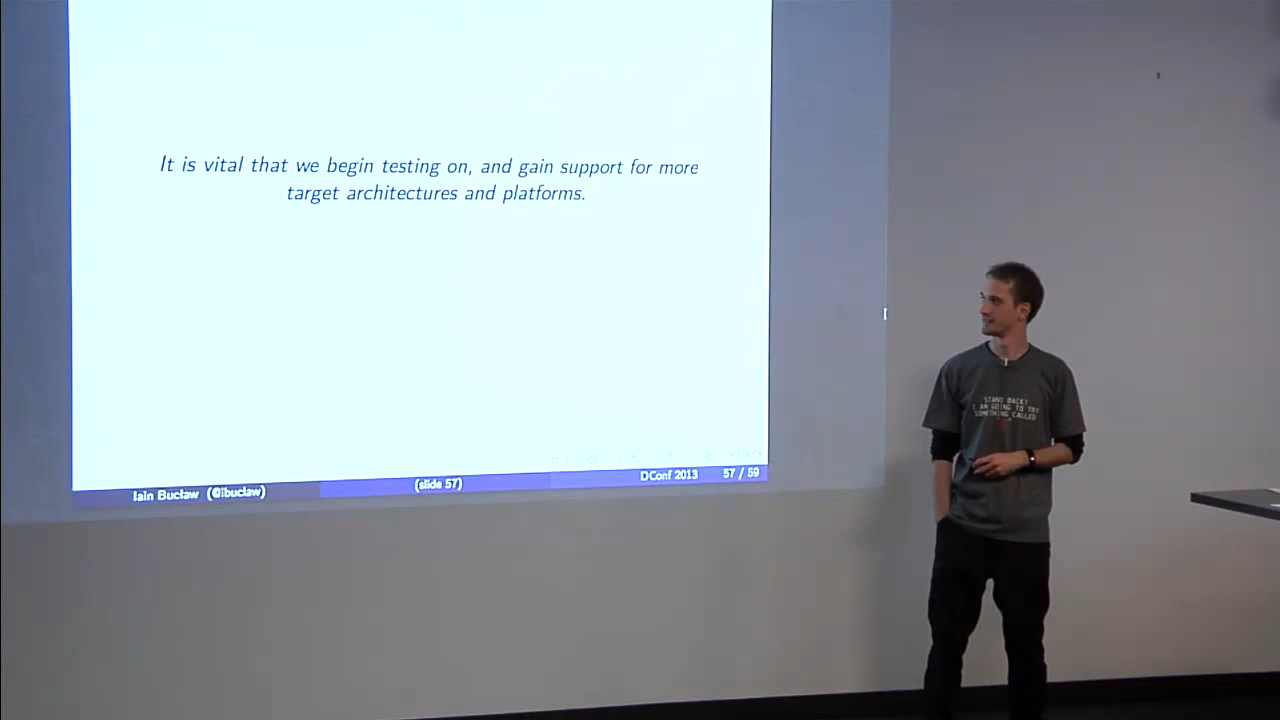 It is vital that we begin testing on, and gain support for more
target architectures and platforms.
Iain Buclaw (@ibuclaw)
(slide 57)
DConf 2013
57 / 59
STAND BACK!
I AM GOING TO TRY
SOMETHING CALLED